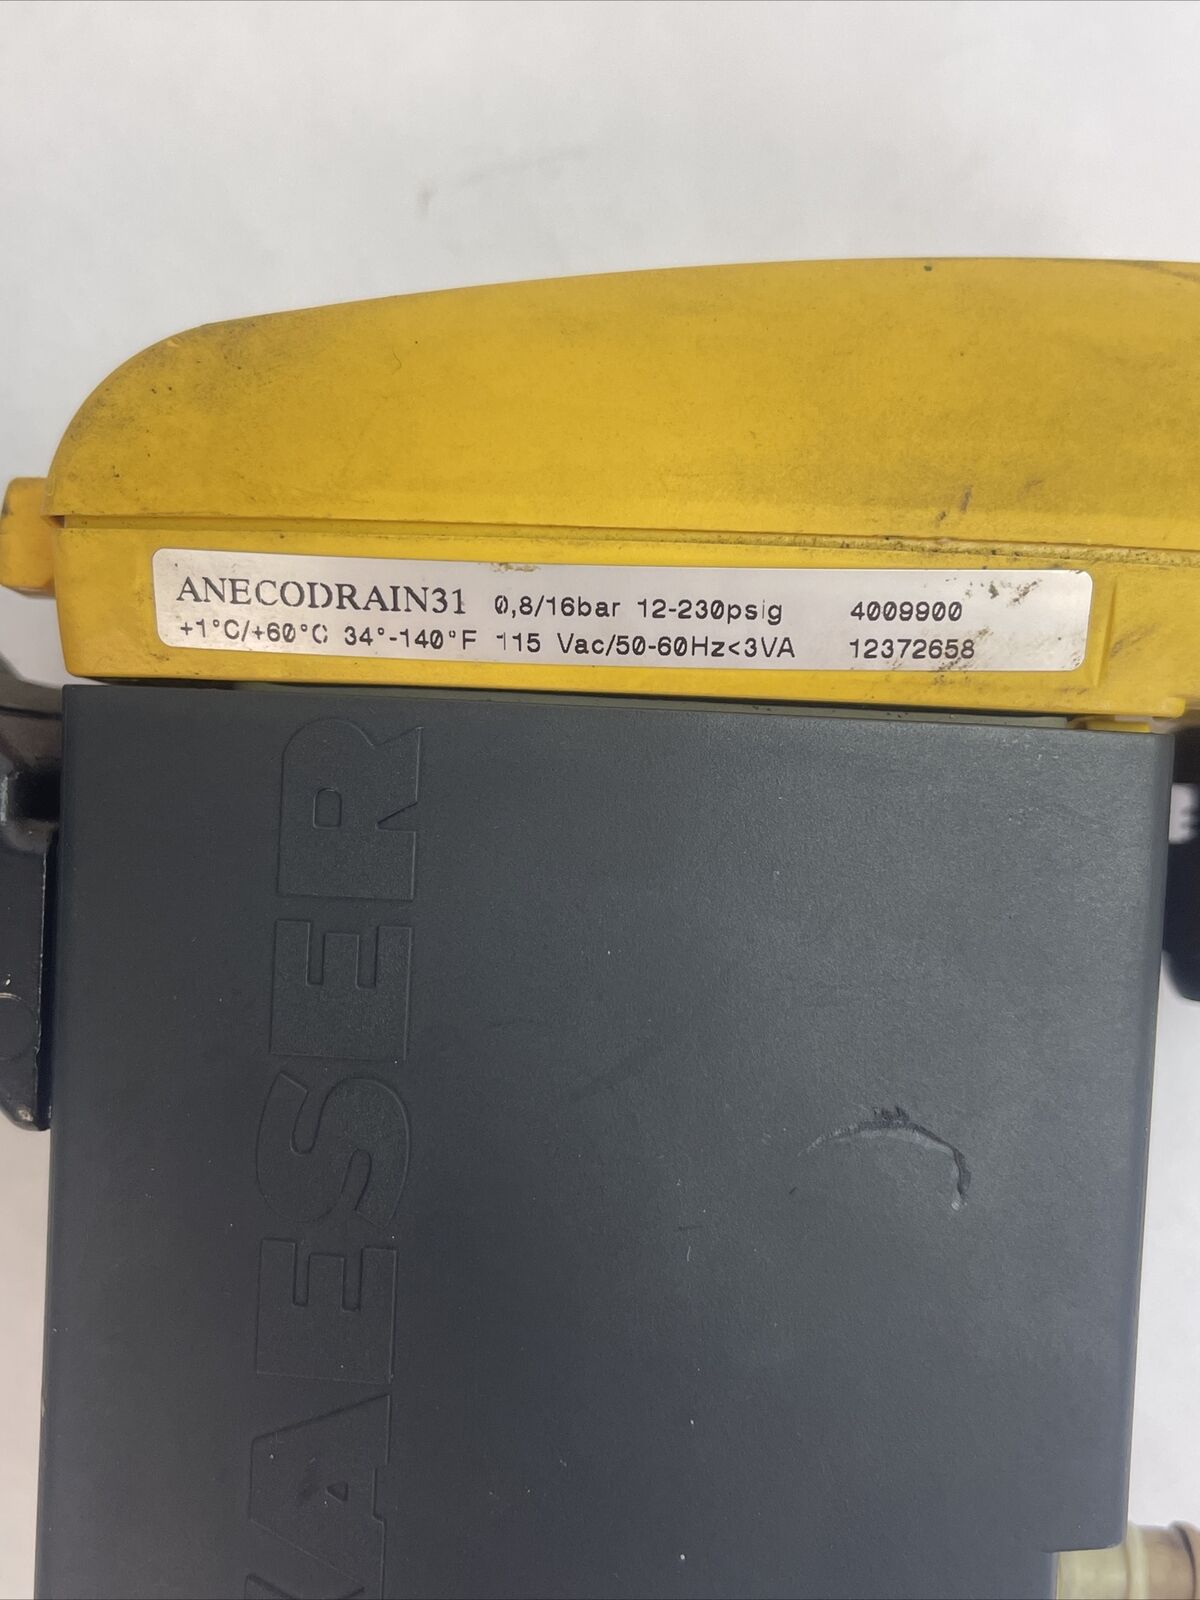 ANECODRAIN31 0,8/16bar 12-230psig 4009900
+1°C/+60°C 34°-140°F 115 Vac/50-60Hz<3VA 12372658
KAESER